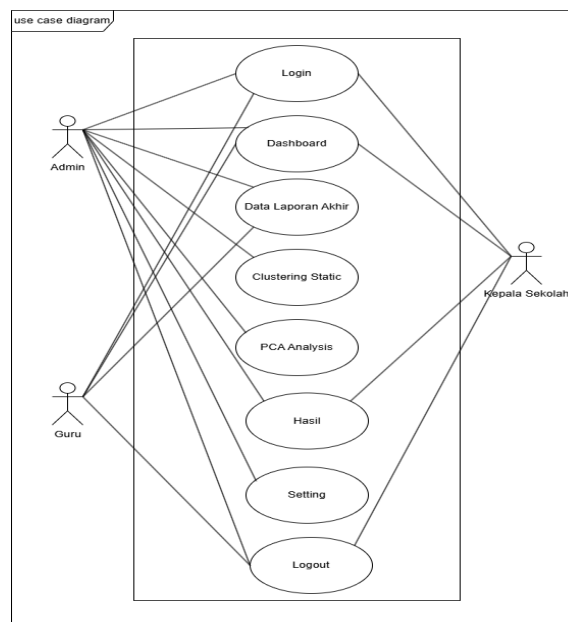 use case diagram
Login
Admin
Dashboard
Data Laporan Akhir
Clustering Static
Kepala Sekolah
PCA Analysis
Guru
Hasil
Setting
Logout